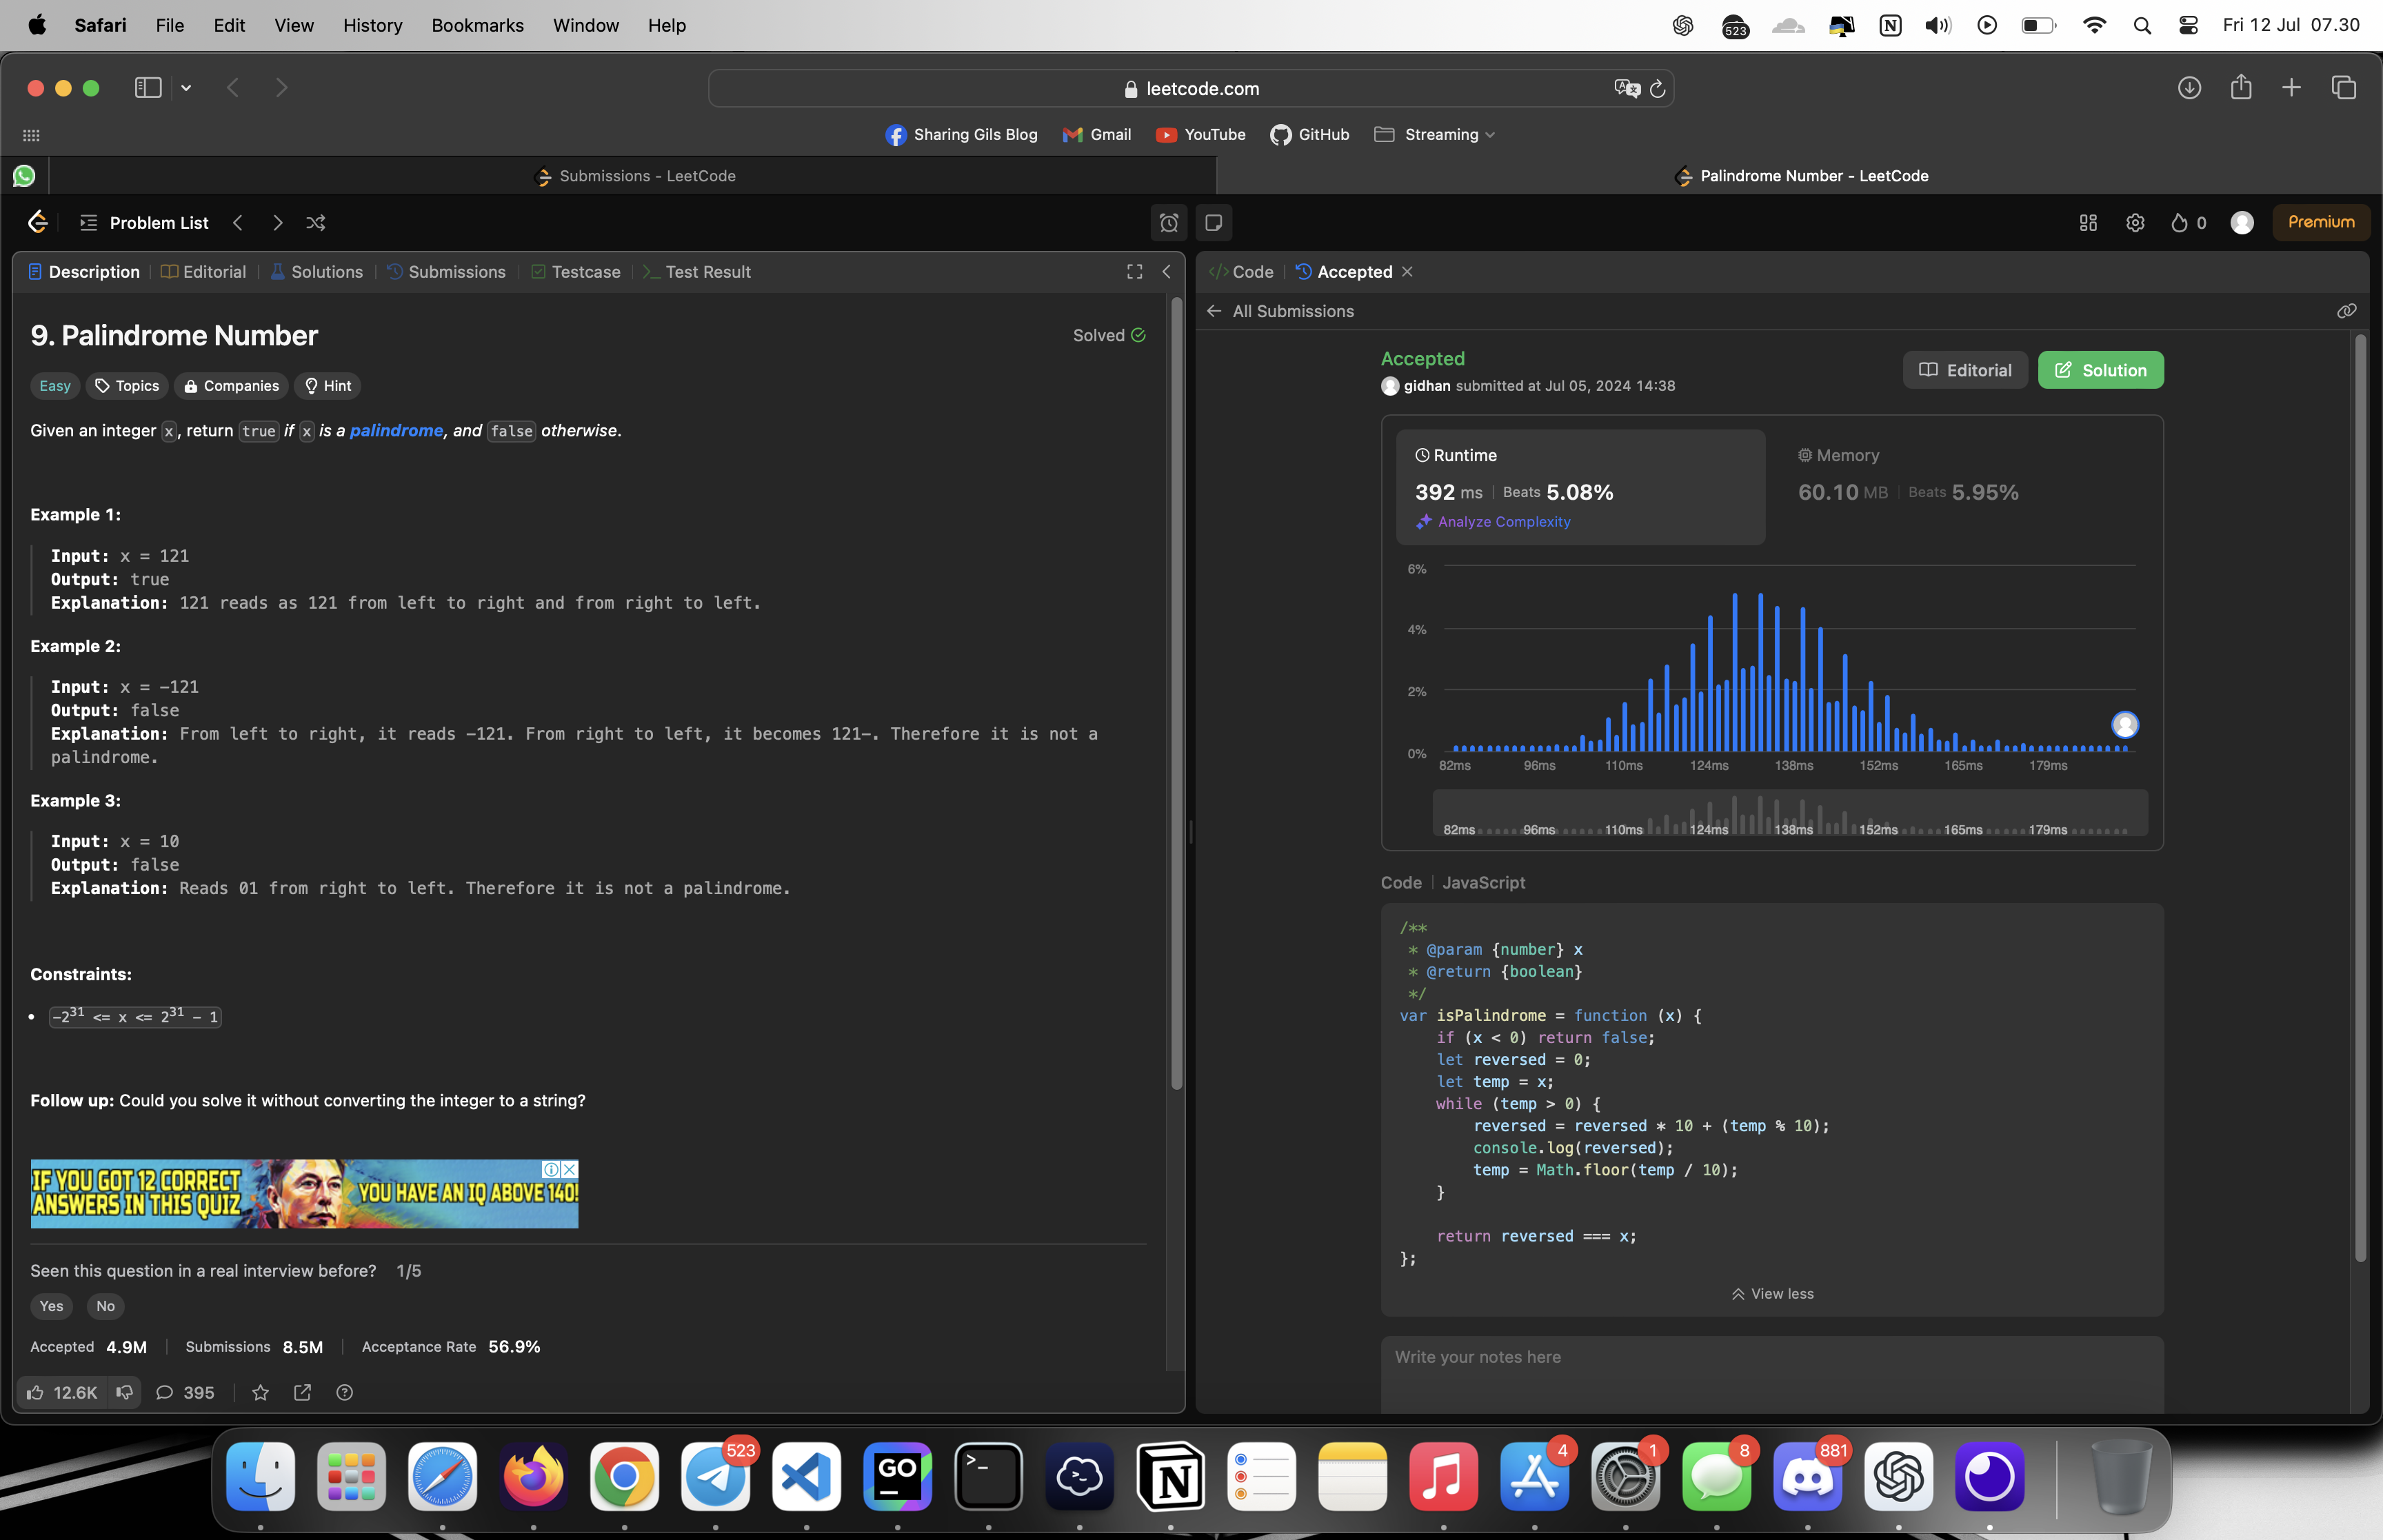 Safari File Edit View History Bookmarks Window Help 523 Fri 12 Jul 07.30
leetcode.com
Sharing Gils Blog Gmail YouTube GitHub Streaming
Submissions - LeetCode Palindrome Number - LeetCode
Problem List 0 Premium
Description Editorial Solutions Submissions Testcase Test Result
9. Palindrome Number Solved
Easy Topics Companies Hint
Given an integer x, return true if x is a palindrome, and false otherwise.
Example 1:
Input: x = 121
Output: true
Explanation: 121 reads as 121 from left to right and from right to left.
Example 2:
Input: x = -121
Output: false
Explanation: From left to right, it reads -121. From right to left, it becomes 121-. Therefore it is not a
palindrome.
Example 3:
Input: x = 10
Output: false
Explanation: Reads 01 from right to left. Therefore it is not a palindrome.
Constraints:
• -2^31 <= x <= 2^31 - 1
Follow up: Could you solve it without converting the integer to a string?
IF YOU GOT 12 CORRECT
ANSWERS IN THIS QUIZ
YOU HAVE AN IQ ABOVE 140!
Seen this question in a real interview before? 1/5
Yes No
Accepted 4.9M Submissions 8.5M Acceptance Rate 56.9%
12.6K 395
Code Accepted
All Submissions
Accepted
gidhan submitted at Jul 05, 2024 14:38
Editorial Solution
Runtime
392 ms Beats 5.08%
Analyze Complexity
Memory
60.10 MB Beats 5.95%
6%
4%
2%
0%
82ms 96ms 110ms 124ms 138ms 152ms 165ms 179ms
82ms 96ms 110ms 124ms 138ms 152ms 165ms 179ms
Code JavaScript
/**
 * @param {number} x
 * @return {boolean}
 */
var isPalindrome = function (x) {
    if (x < 0) return false;
    let reversed = 0;
    let temp = x;
    while (temp > 0) {
        reversed = reversed * 10 + (temp % 10);
        console.log(reversed);
        temp = Math.floor(temp / 10);
    }
    return reversed === x;
};
View less
Write your notes here
523 GO >_ N 4 1 8 881